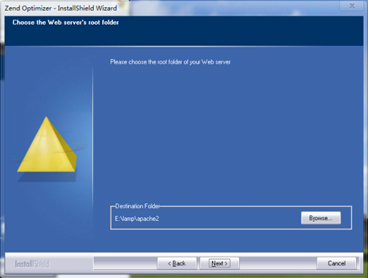 Zend Optimizer - InstallShield Wizard
Choose the Web server's root folder
Please choose the root folder of your Web server
Destination Folder
E:\lamp\apache2
Browse...
InstallShield
< Back
Next >
Cancel